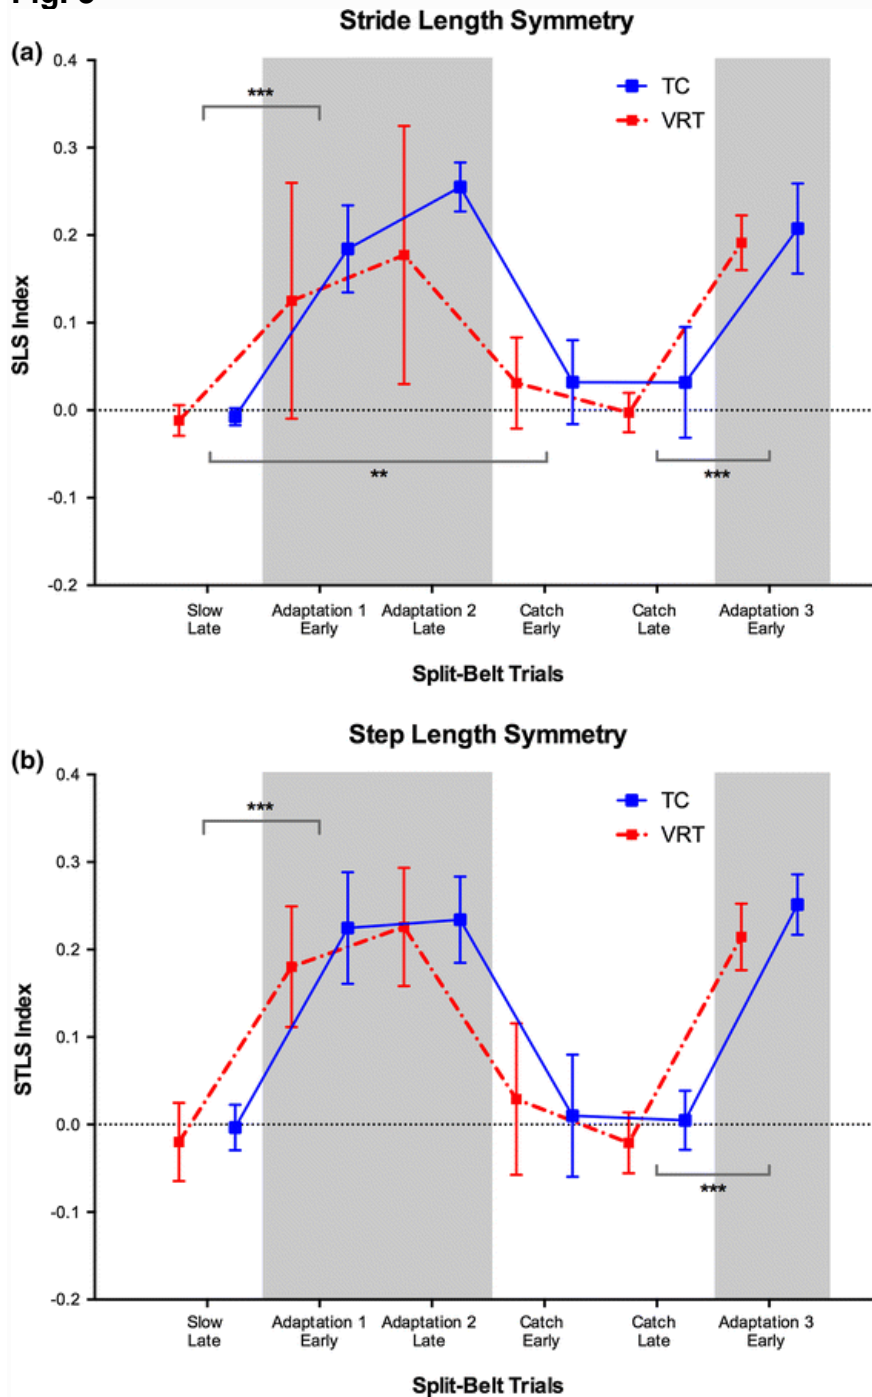 Stride Length Symmetry
(a)
0.4
0.3
0.2
0.1
0.0
-0.1
-0.2
SLS Index
***
**
***
TC
VRT
Slow Late
Adaptation 1 Early
Adaptation 2 Late
Catch Early
Catch Late
Adaptation 3 Early
Split-Belt Trials
Step Length Symmetry
(b)
0.4
0.3
0.2
0.1
0.0
-0.1
-0.2
STLS Index
***
***
TC
VRT
Slow Late
Adaptation 1 Early
Adaptation 2 Late
Catch Early
Catch Late
Adaptation 3 Early
Split-Belt Trials